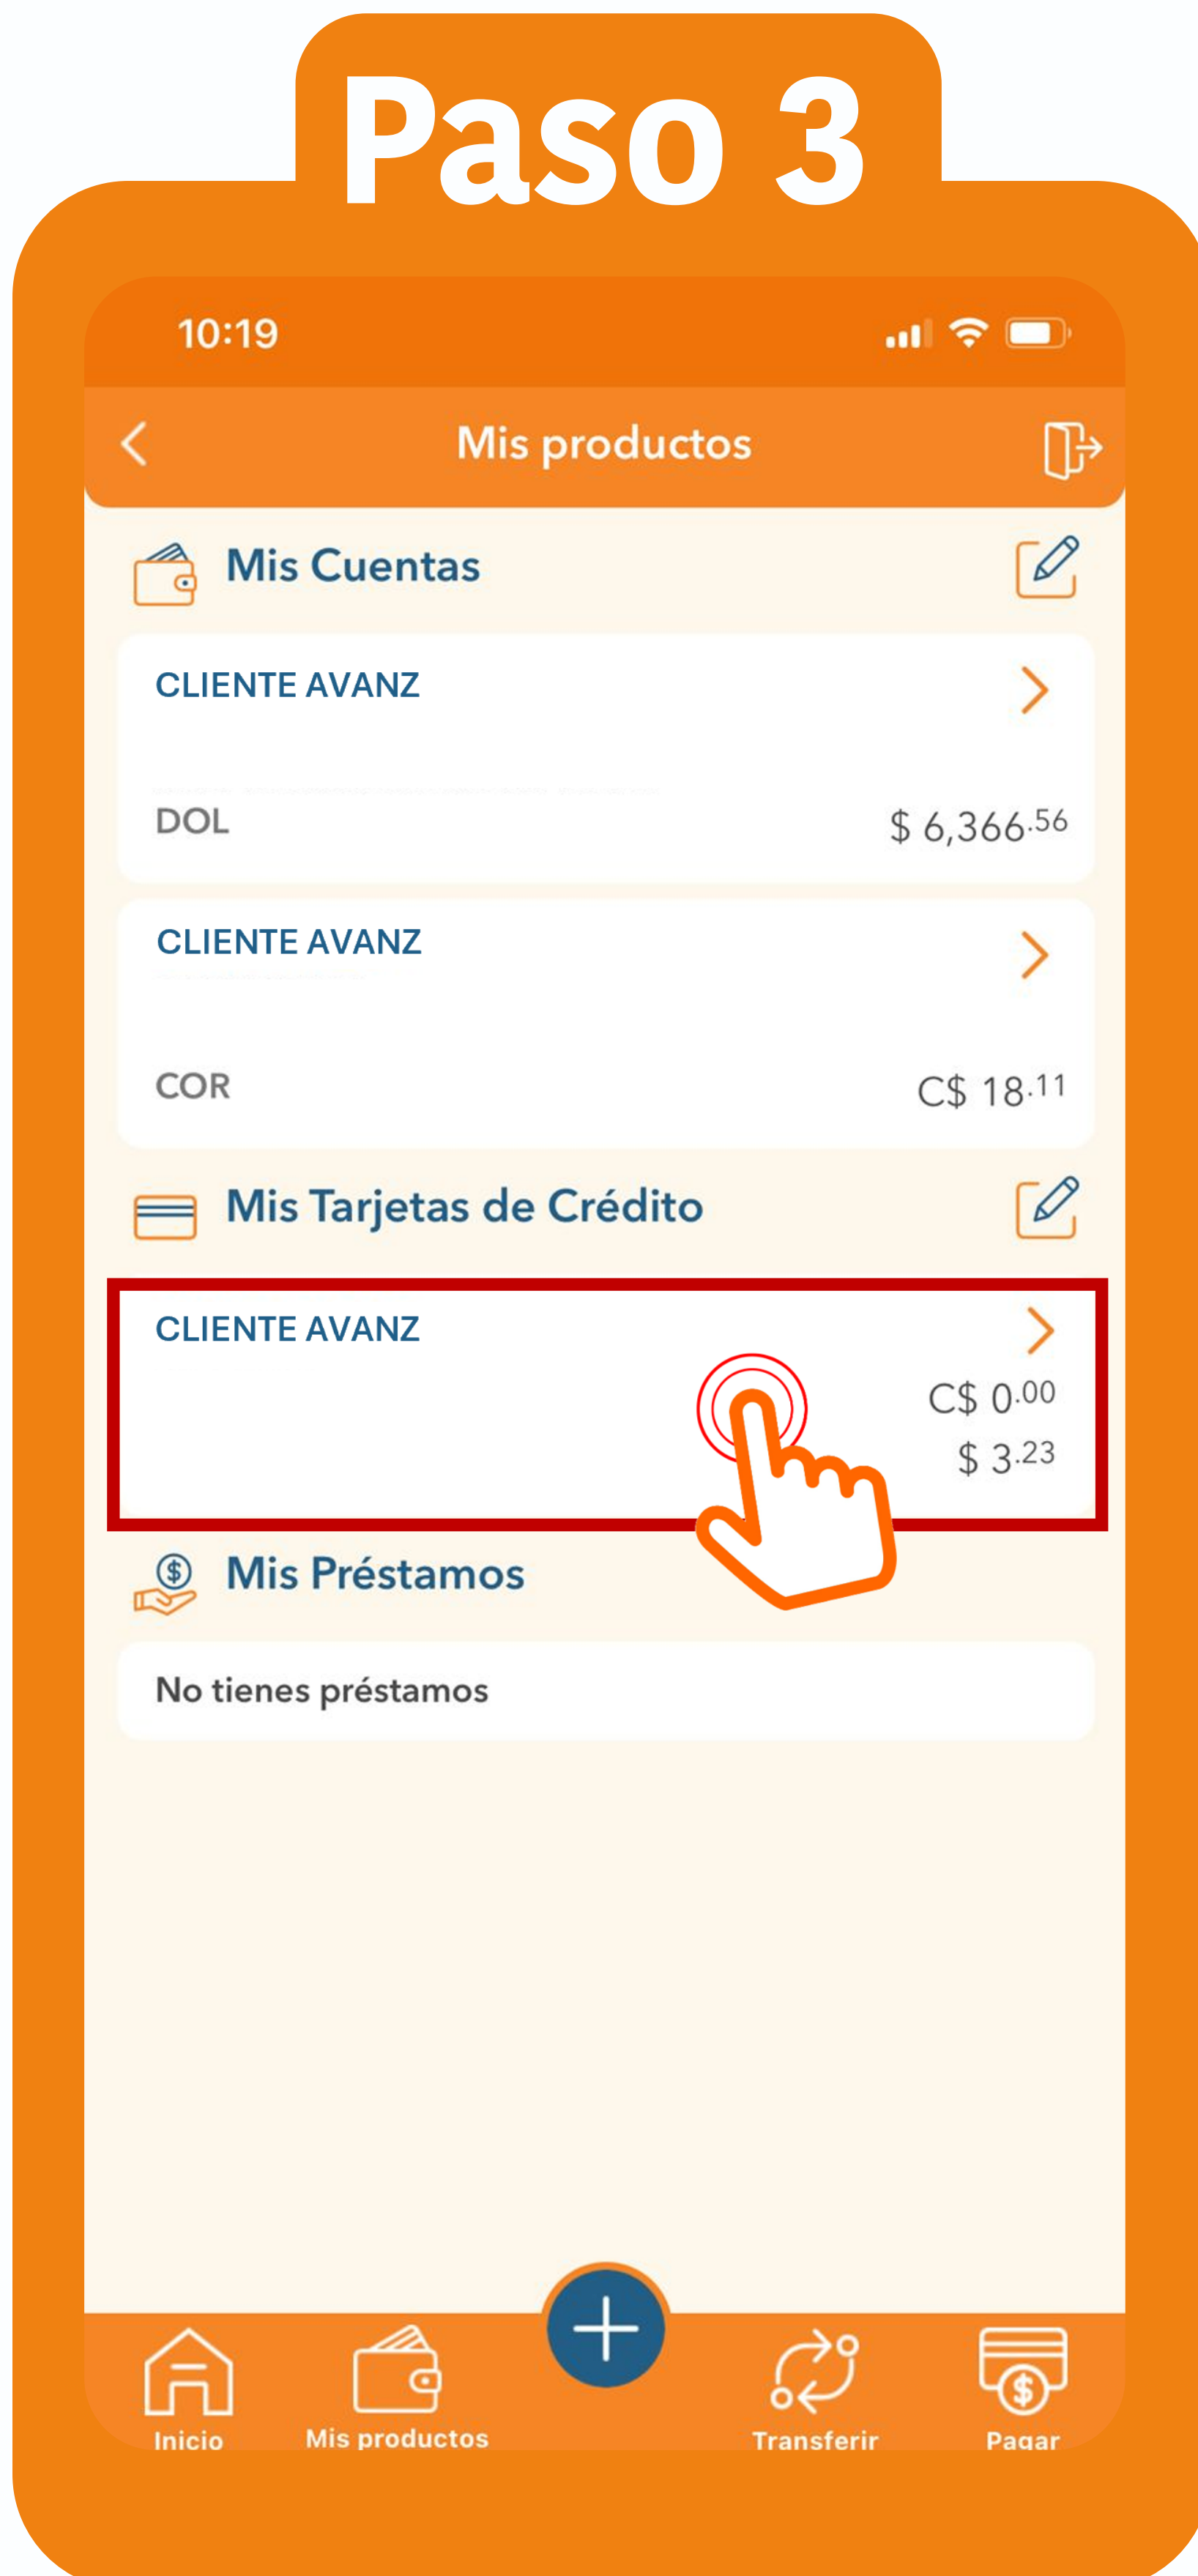 Paso 3
10:19
Mis productos
Mis Cuentas
CLIENTE AVANZ
DOL $ 6,366.56
CLIENTE AVANZ
COR C$ 18.11
Mis Tarjetas de Crédito
CLIENTE AVANZ
C$ 0.00
$ 3.23
$ Mis Préstamos
No tienes préstamos
$
Inicio Mis productos Transferir Pagar